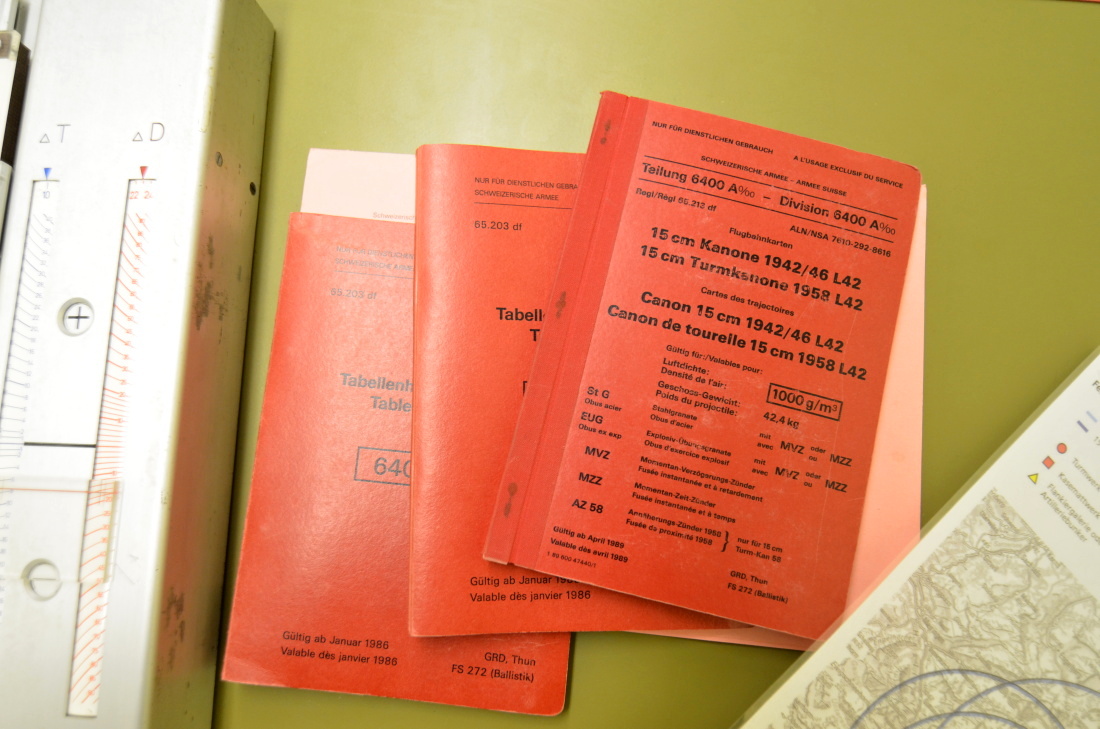 △ T
△ D
10
22 24
Tabellenh
Table
640
Gültig ab Januar 1986
Valable dès janvier 1986
GRD, Thun
FS 272 (Ballistik)
65.203 df
NUR FÜR DIENSTLICHEN GEBRA
SCHWEIZERISCHE ARMEE
65.203 df
Tabell
T
Gültig ab Januar 1986
Valable dès janvier 1986
NUR FÜR DIENSTLICHEN GEBRAUCH A L'USAGE EXCLUSIF DU SERVICE
SCHWEIZERISCHE ARMEE – ARMEE SUISSE
Teilung 6400 A‰ – Division 6400 A‰
Regl/Règl 65.213 df
ALN/NSA 7610-292-8616
Flugbahnkarten
15 cm Kanone 1942/46 L42
15 cm Turmkanone 1958 L42
Cartes des trajectoires
Canon 15 cm 1942/46 L42
Canon de tourelle 15 cm 1958 L42
Gültig für:/Valables pour:
Luftdichte:
Densité de l'air:
1000 g/m³
Geschoss-Gewicht:
Poids du projectile:
42,4 kg
St G
Obus acier
Stahlgranate
Obus d'acier
mit
avec
MVZ
oder
ou
MZZ
EUG
Obus ex exp
Explosiv-Übungsgranate
Obus d'exercice explosif
mit
avec
MVZ
oder
ou
MZZ
MVZ
Momentan-Verzögerungs-Zünder
Fusée instantanée et à retardement
MZZ
Momentan-Zeit-Zünder
Fusée instantanée et à temps
AZ 58
Annäherungs-Zünder 1958
Fusée de proximité 1958
nur für 15 cm
Turm-Kan 58
Gültig ab April 1989
Valable dès avril 1989
GRD, Thun
FS 272 (Ballistik)